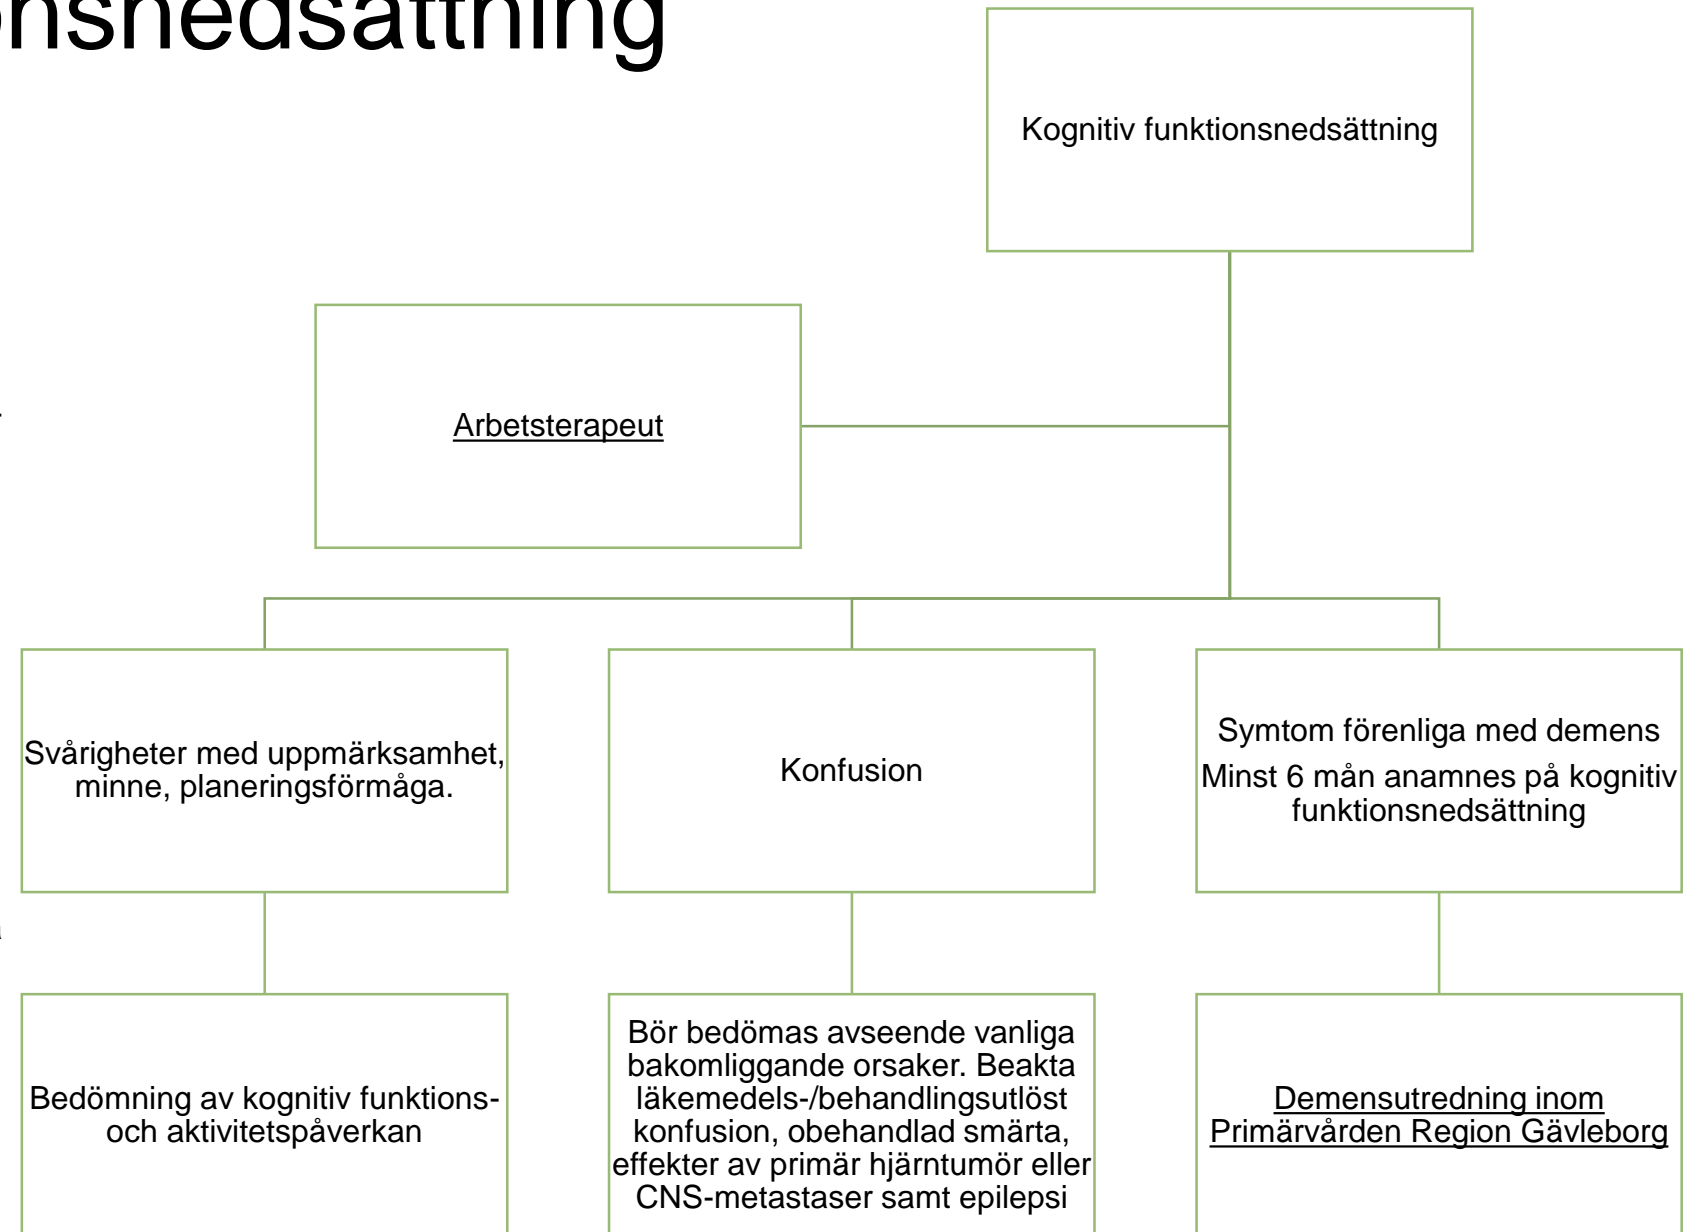 onsnedsättning
Kognitiv funktionsnedsättning
Arbetsterapeut
Svårigheter med uppmärksamhet,
minne, planeringsförmåga.
Konfusion
Symtom förenliga med demens
Minst 6 mån anamnes på kognitiv
funktionsnedsättning
Bedömning av kognitiv funktions-
och aktivitetspåverkan
Bör bedömas avseende vanliga
bakomliggande orsaker. Beakta
läkemedels-/behandlingsutlöst
konfusion, obehandlad smärta,
effekter av primär hjärntumör eller
CNS-metastaser samt epilepsi
Demensutredning inom
Primärvården Region Gävleborg